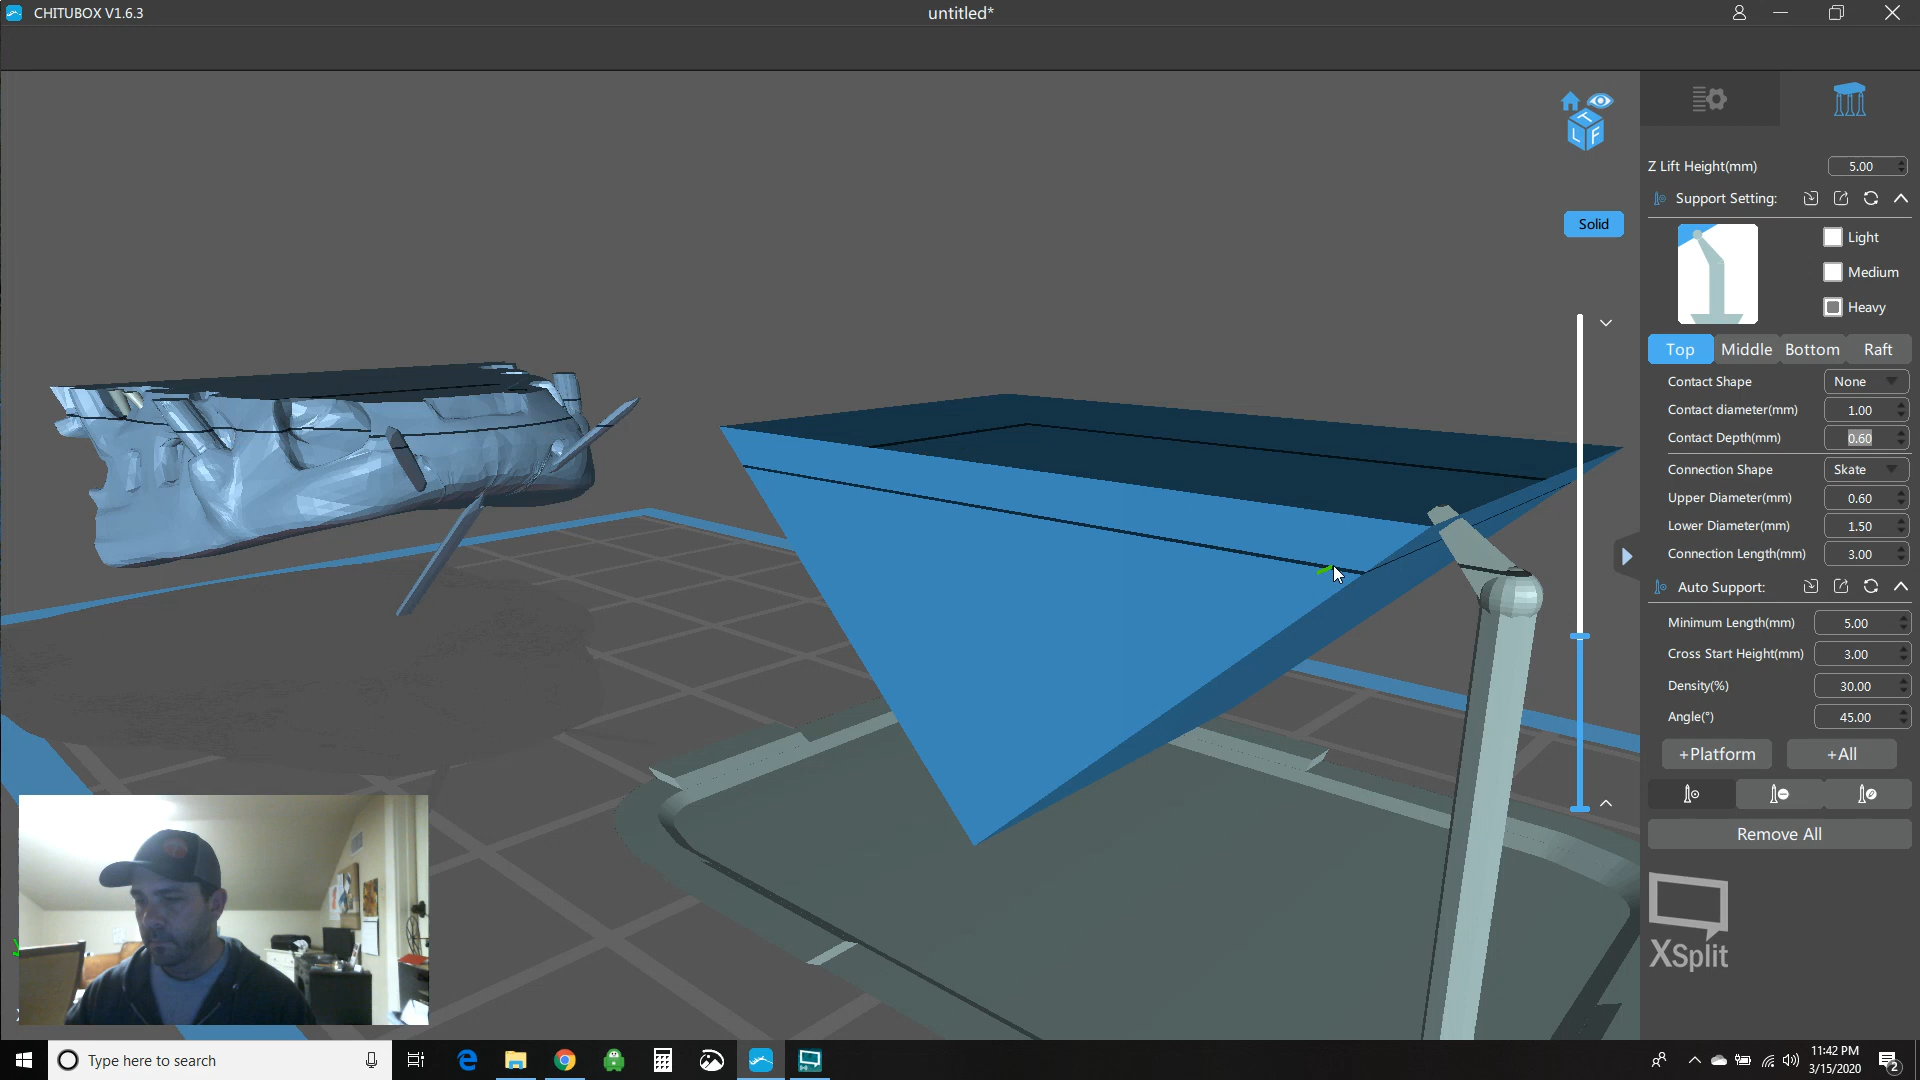 CHITUBOX V1.6.3
untitled*
T
L F
Solid
Z Lift Height(mm) 5.00
Support Setting:
Light
Medium
Heavy
Top Middle Bottom Raft
Contact Shape None
Contact diameter(mm) 1.00
Contact Depth(mm) 0.60
Connection Shape Skate
Upper Diameter(mm) 0.60
Lower Diameter(mm) 1.50
Connection Length(mm) 3.00
Auto Support:
Minimum Length(mm) 5.00
Cross Start Height(mm) 3.00
Density(%) 30.00
Angle(°) 45.00
+Platform +All
Remove All
XSplit
Type here to search
11:42 PM
3/15/2020
2